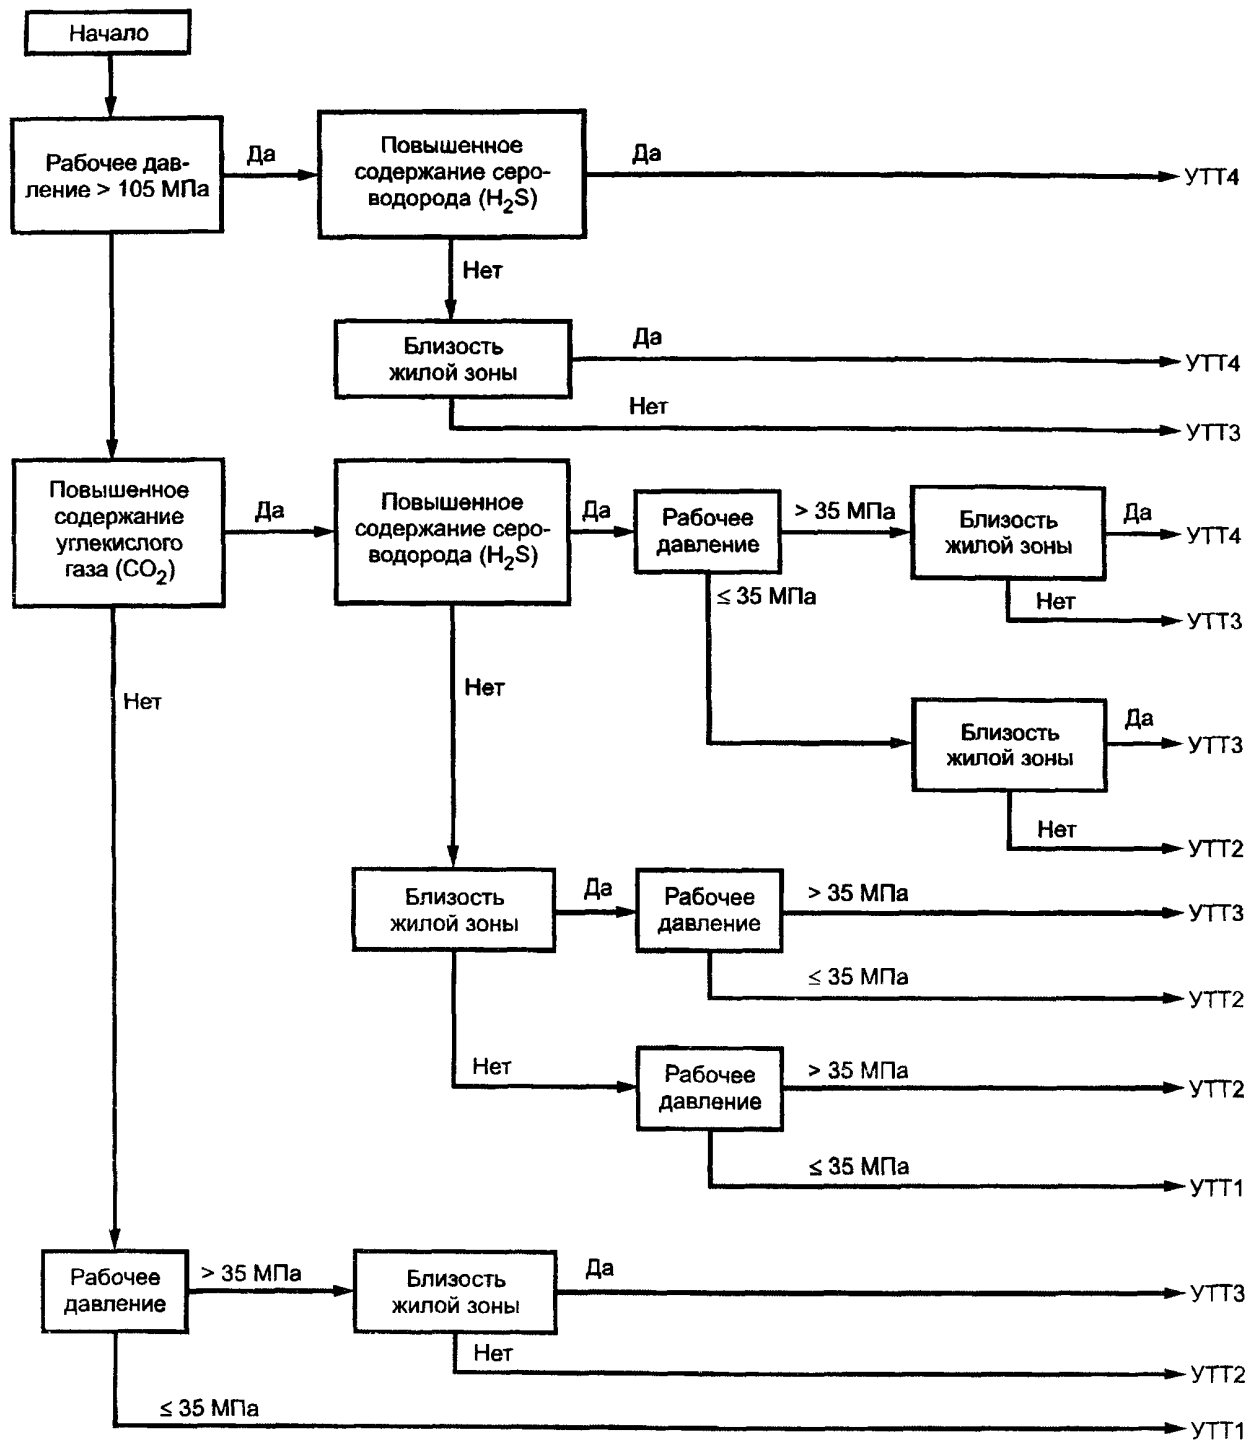 Начало
Рабочее дав-
ление > 105 МПа
Да
Повышенное
содержание серо-
водорода (H₂S)
Да
УТТ4
Нет
Близость
жилой зоны
Да
УТТ4
Нет
УТТ3
Повышенное
содержание
углекислого
газа (CO₂)
Да
Повышенное
содержание серо-
водорода (H₂S)
Да
Рабочее
давление
> 35 МПа
Близость
жилой зоны
Да
УТТ4
Нет
УТТ3
≤ 35 МПа
Близость
жилой зоны
Да
УТТ3
Нет
УТТ2
Нет
Близость
жилой зоны
Да
Рабочее
давление
> 35 МПа
УТТ3
≤ 35 МПа
УТТ2
Нет
Рабочее
давление
> 35 МПа
УТТ2
≤ 35 МПа
УТТ1
Нет
Рабочее
давление
> 35 МПа
Близость
жилой зоны
Да
УТТ3
Нет
УТТ2
≤ 35 МПа
УТТ1